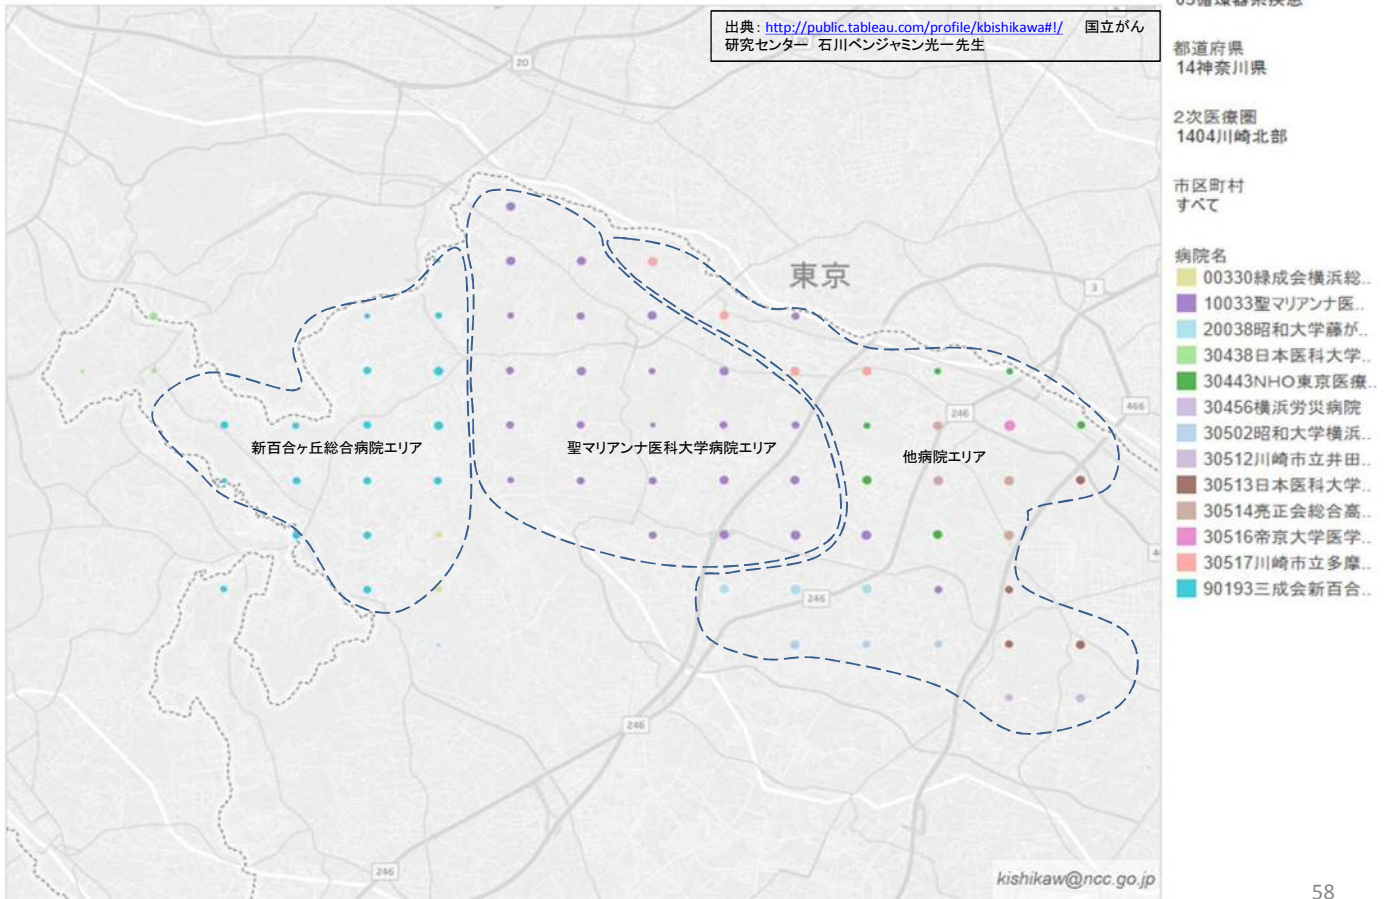 出典: http://public.tableau.com/profile/kbishikawa#!/ 国立がん
研究センター 石川ベンジャミン光一先生
都道府県
14神奈川県
2次医療圏
1404川崎北部
市区町村
すべて
病院名
00330緑成会横浜総..
10033聖マリアンナ医..
20038昭和大学藤が..
30438日本医科大学..
30443NHO東京医療..
30456横浜労災病院
30502昭和大学横浜..
30512川崎市立井田..
30513日本医科大学..
30514亮正会総合高..
30516帝京大学医学..
30517川崎市立多摩..
90193三成会新百合..
20
東京
3
466
246
新百合ヶ丘総合病院エリア
聖マリアンナ医科大学病院エリア
他病院エリア
246
246
246
kishikaw@ncc.go.jp
58